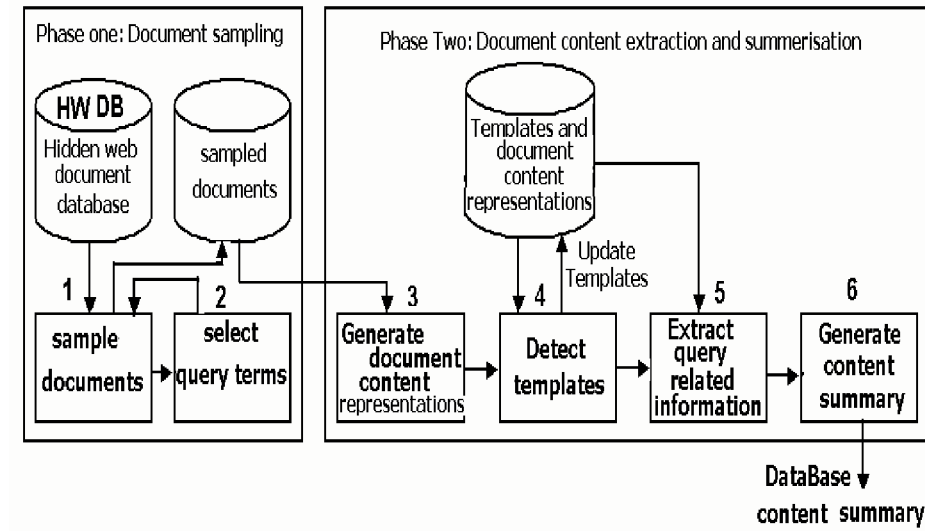 Phase one: Document sampling
HW DB
Hidden web
document
database
sampled
documents
1
2
sample
documents
select
query terms
Phase Two: Document content extraction and summerisation
Templates and
document
content
representations
Update
Templates
3
4
5
6
Generate
document
content
representations
Detect
templates
Extract
query
related
information
Generate
content
summary
DataBase
content summary